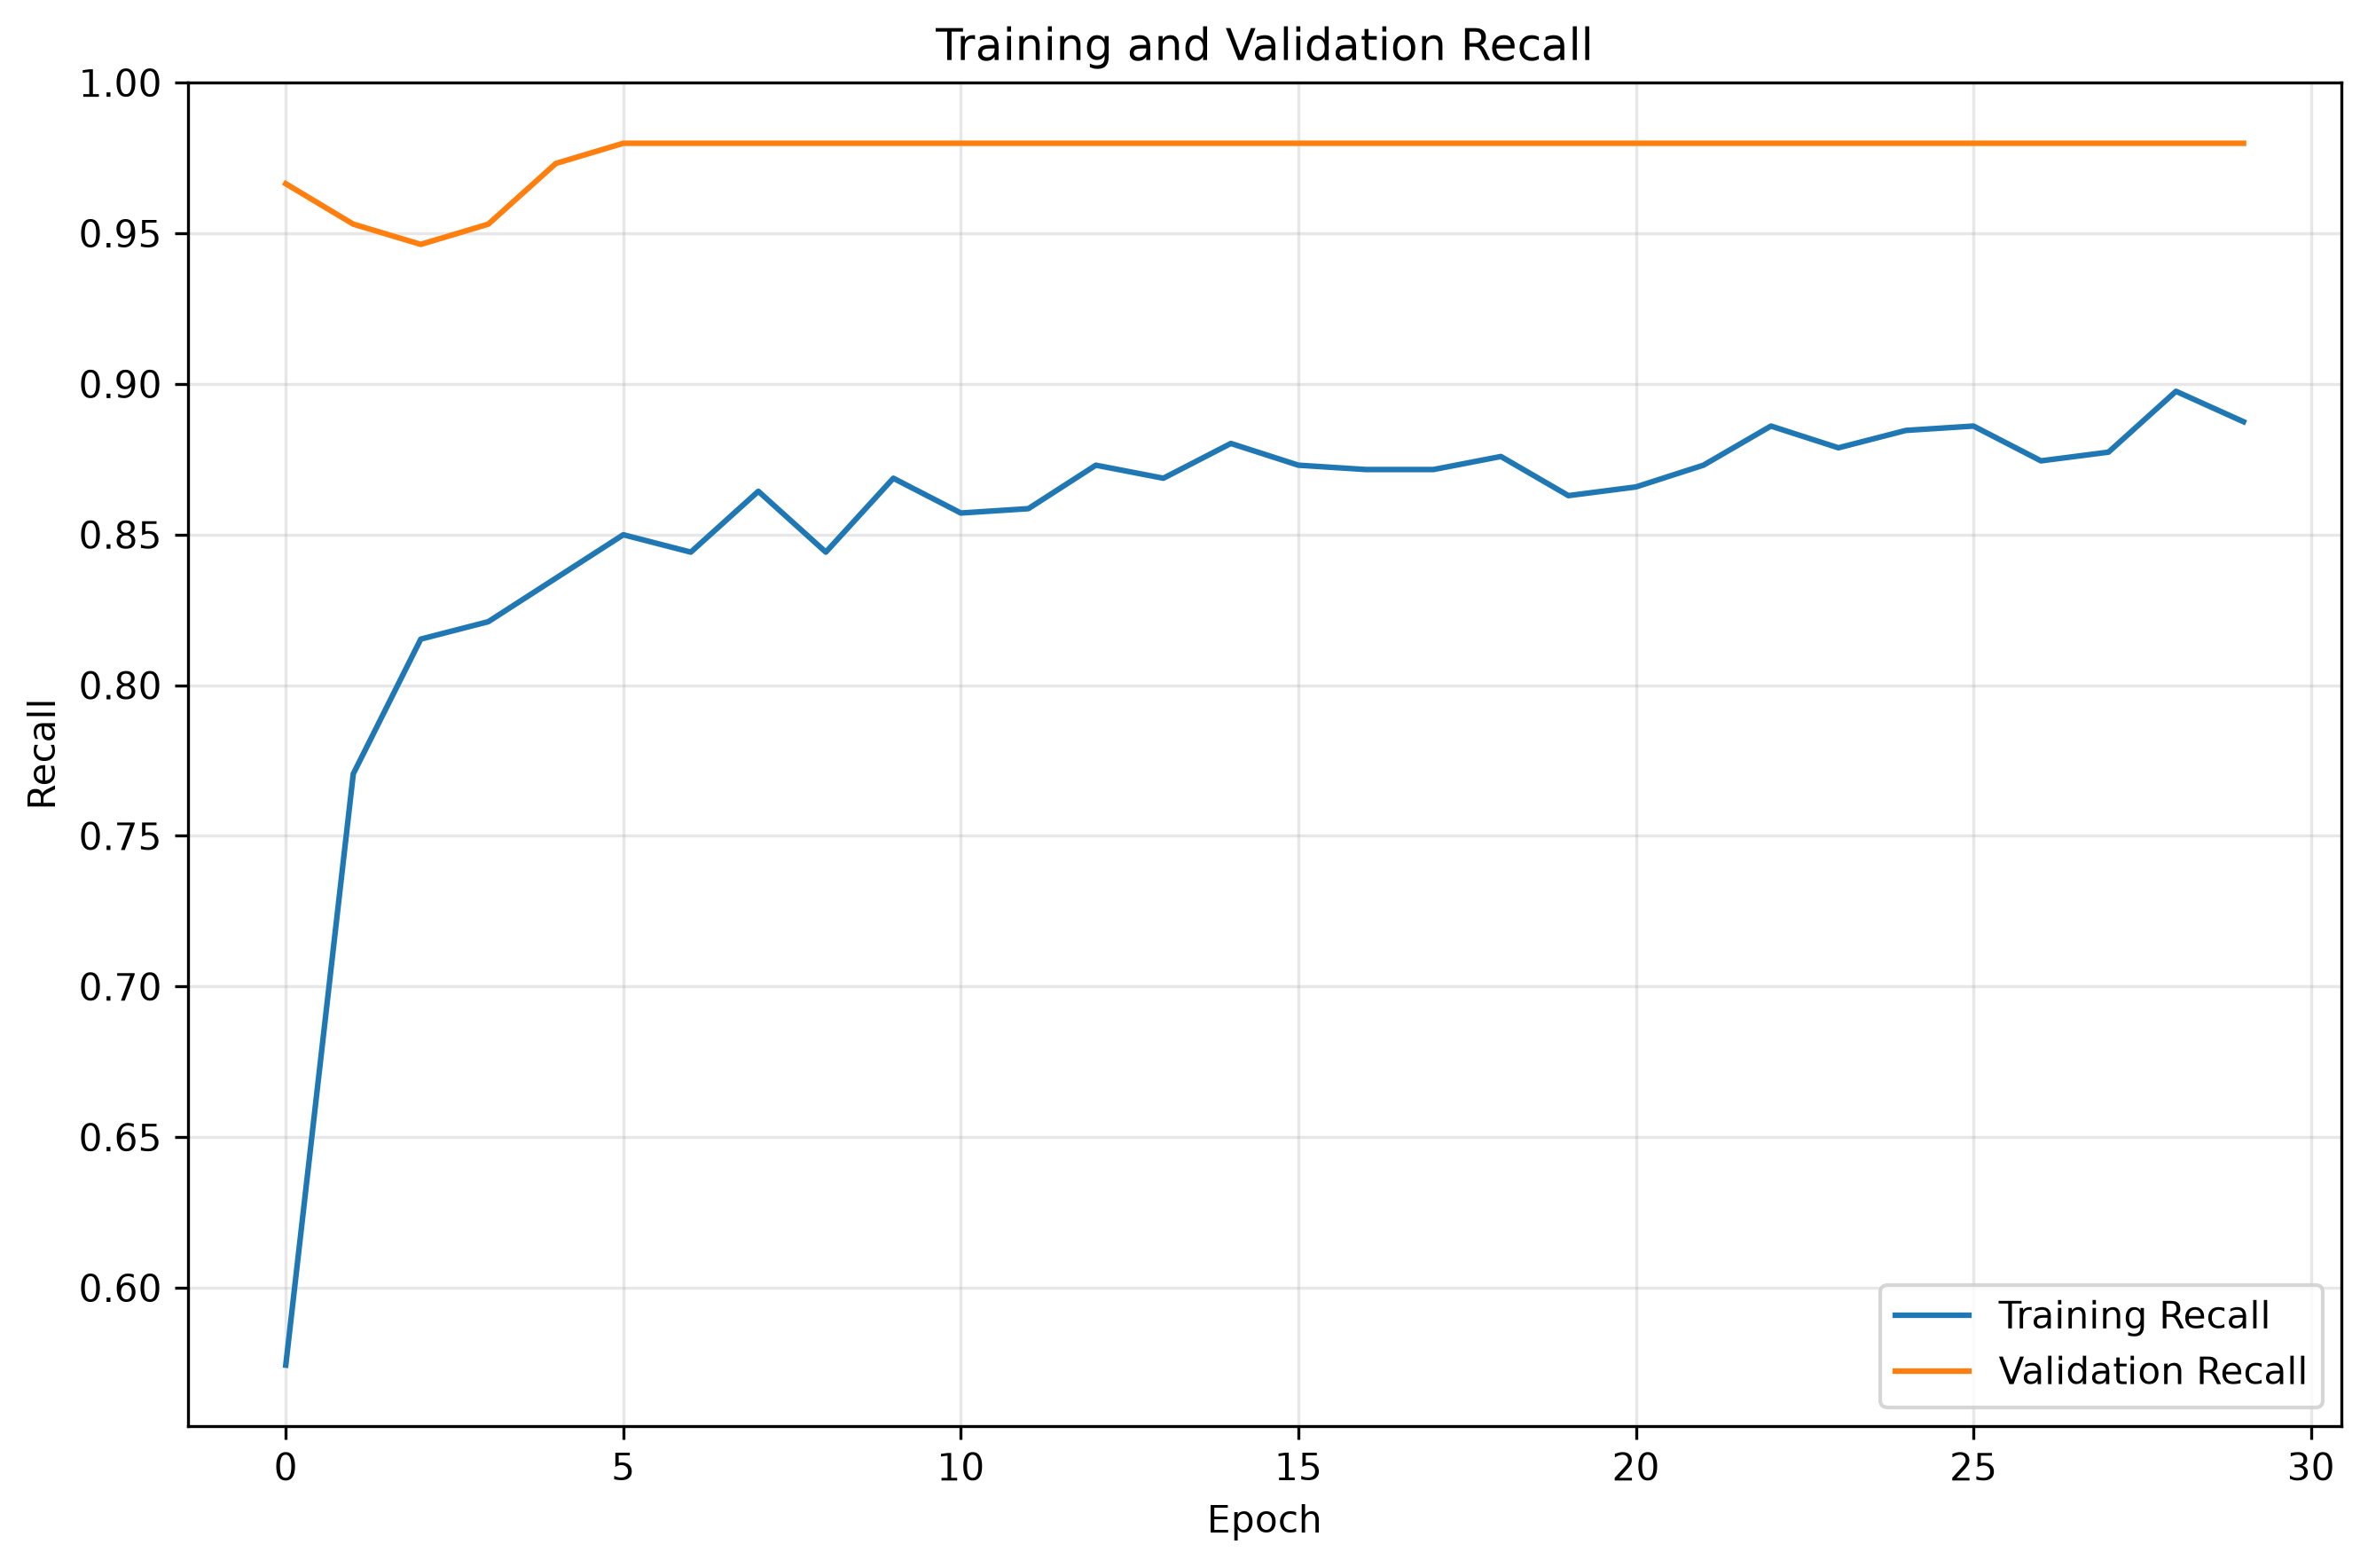 Training and Validation Recall
1.00
0.95
0.90
0.85
0.80
0.75
0.70
0.65
0.60
Recall
0 5 10 15 20 25 30
Epoch
Training Recall
Validation Recall